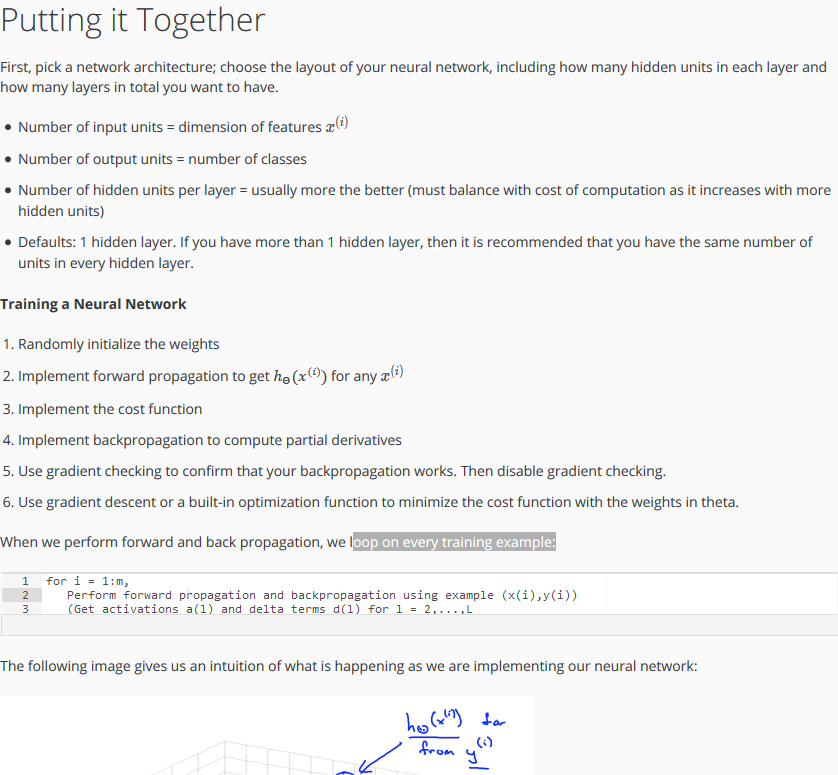 Putting it Together
First, pick a network architecture; choose the layout of your neural network, including how many hidden units in each layer and
how many layers in total you want to have.
• Number of input units = dimension of features x^(i)
• Number of output units = number of classes
• Number of hidden units per layer = usually more the better (must balance with cost of computation as it increases with more
hidden units)
• Defaults: 1 hidden layer. If you have more than 1 hidden layer, then it is recommended that you have the same number of
units in every hidden layer.
Training a Neural Network
1. Randomly initialize the weights
2. Implement forward propagation to get hΘ(x^(i)) for any x^(i)
3. Implement the cost function
4. Implement backpropagation to compute partial derivatives
5. Use gradient checking to confirm that your backpropagation works. Then disable gradient checking.
6. Use gradient descent or a built-in optimization function to minimize the cost function with the weights in theta.
When we perform forward and back propagation, we loop on every training example:
1 for i = 1:m,
2 Perform forward propagation and backpropagation using example (x(i),y(i))
3 (Get activations a(l) and delta terms d(l) for l = 2,...,L
The following image gives us an intuition of what is happening as we are implementing our neural network:
hΘ(x^(i)) far
from y^(i)